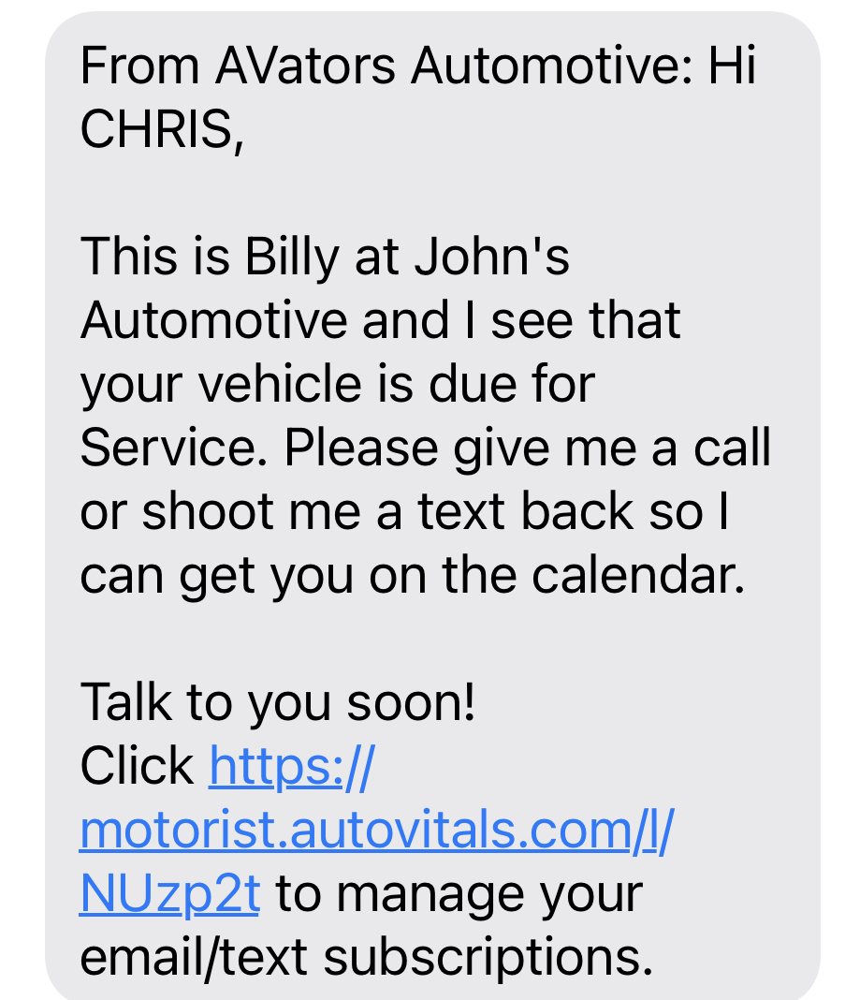 From AVators Automotive: Hi
CHRIS,
This is Billy at John's
Automotive and I see that
your vehicle is due for
Service. Please give me a call
or shoot me a text back so I
can get you on the calendar.
Talk to you soon!
Click https://
motorist.autovitals.com/l/
NUzp2t to manage your
email/text subscriptions.